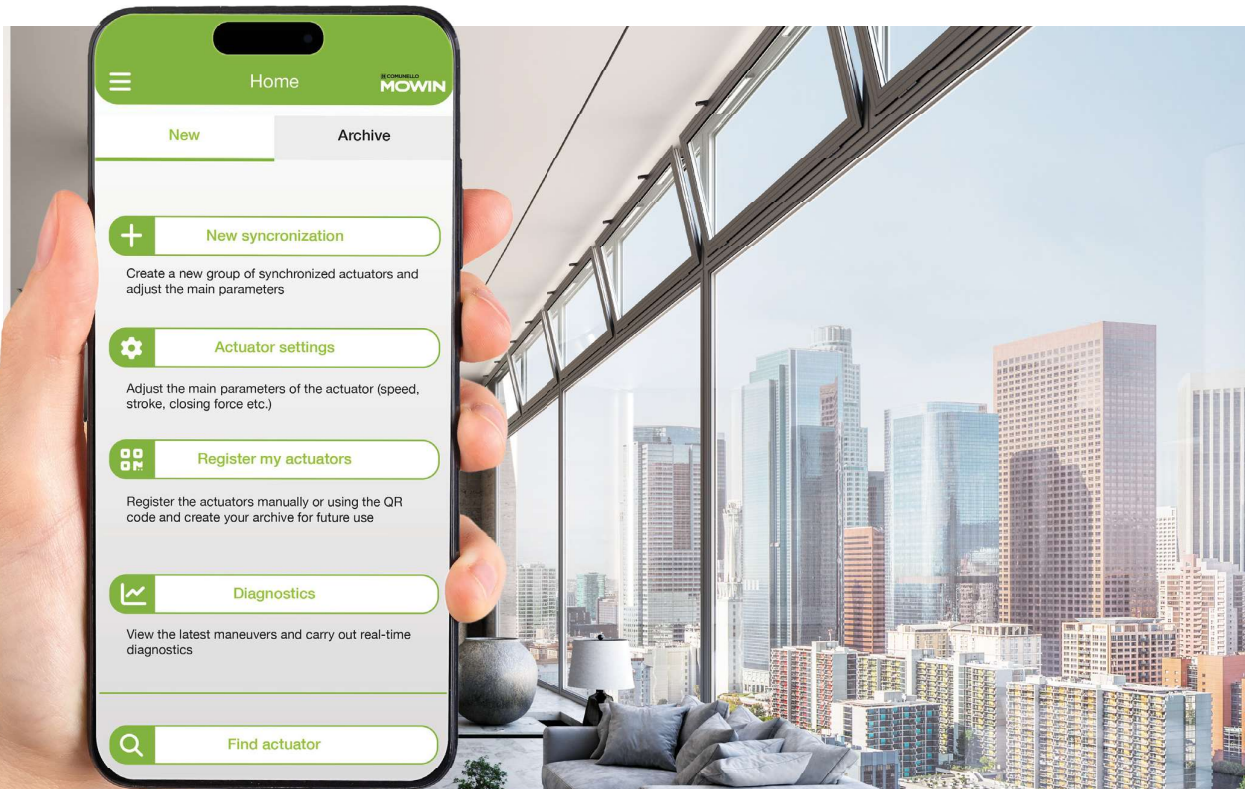 Home
COMUNELLO
MOWIN
New
Archive
New syncronization
Create a new group of synchronized actuators and
adjust the main parameters
Actuator settings
Adjust the main parameters of the actuator (speed,
stroke, closing force etc.)
Register my actuators
Register the actuators manually or using the QR
code and create your archive for future use
Diagnostics
View the latest maneuvers and carry out real-time
diagnostics
Find actuator